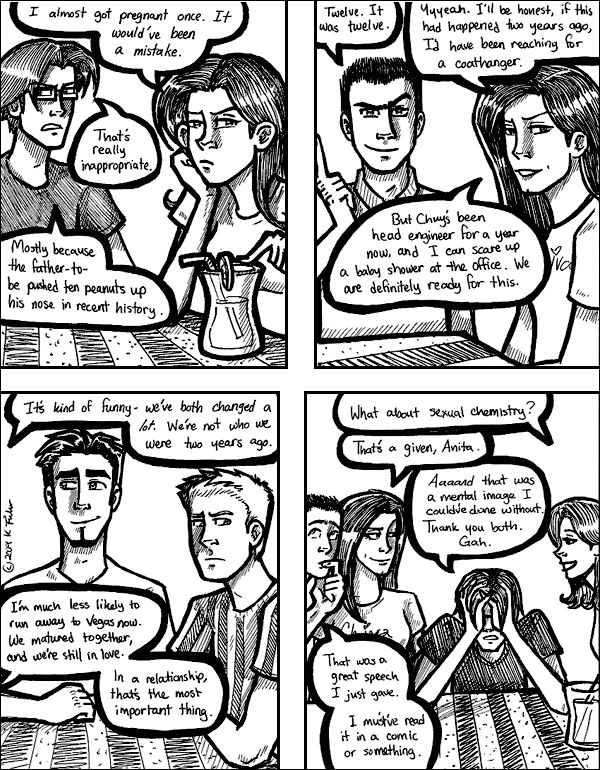 I almost got pregnant once. It
would've been
a mistake.
That's
really
inappropriate.
Mostly because
the father-to-
be pushed ten peanuts up
his nose in recent history.
Twelve. It
was twelve.
Yyyeah. I'll be honest, if this
had happened two years ago,
I'd have been reaching for
a coathanger.
But Chuy's been
head engineer for a year
now, and I can scare up
a baby shower at the office. We
are definitely ready for this.
It's kind of funny- we've both changed a
lot. We're not who we
were two years ago.
I'm much less likely to
run away to Vegas now.
We matured together,
and we're still in love.
In a relationship,
that's the most
important thing.
What about sexual chemistry?
That's a given, Anita.
Aaaand that was
a mental image I
could've done without.
Thank you both.
Gah.
That was a
great speech
I just gave.
I must've read
it in a comic
or something.